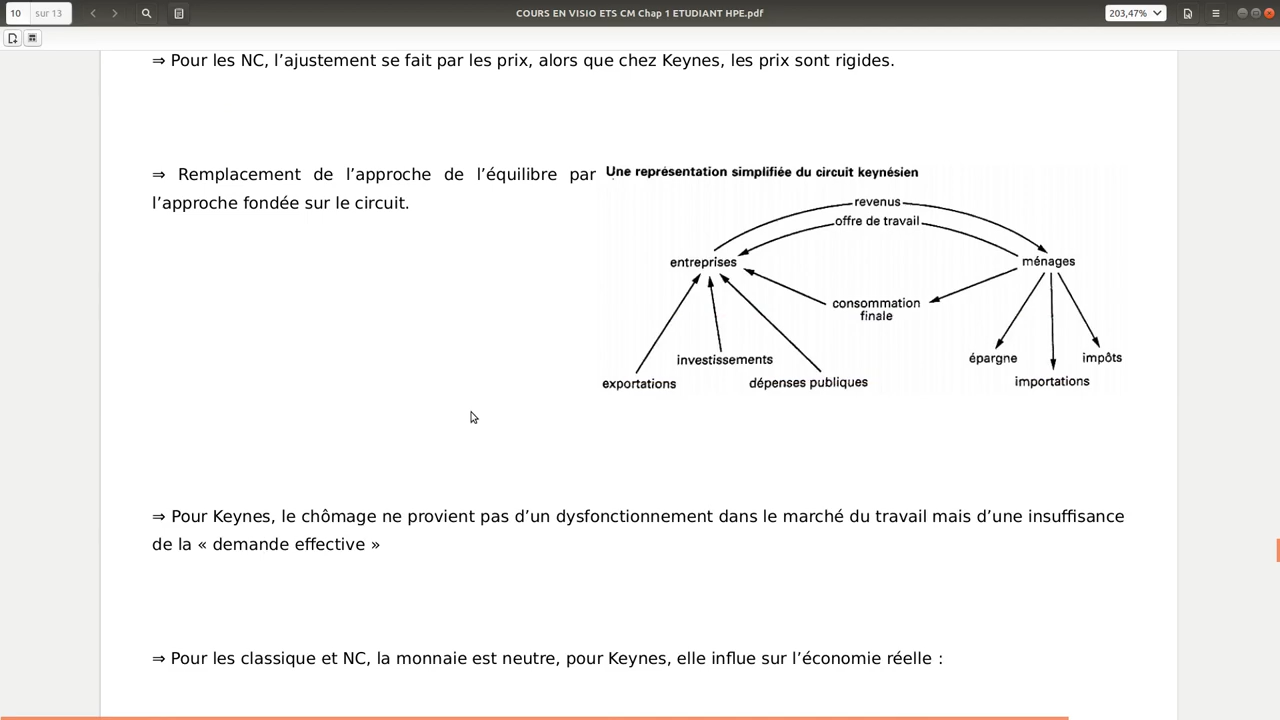 10 sur 13
COURS EN VISIO ETS CM Chap 1 ETUDIANT HPE.pdf
203,47%
⇒ Pour les NC, l’ajustement se fait par les prix, alors que chez Keynes, les prix sont rigides.
⇒ Remplacement de l’approche de l’équilibre par
l’approche fondée sur le circuit.
Une représentation simplifiée du circuit keynésien
revenus
offre de travail
entreprises
ménages
consommation
finale
investissements
exportations
dépenses publiques
épargne
impôts
importations
⇒ Pour Keynes, le chômage ne provient pas d’un dysfonctionnement dans le marché du travail mais d’une insuffisance
de la « demande effective »
⇒ Pour les classique et NC, la monnaie est neutre, pour Keynes, elle influe sur l’économie réelle :